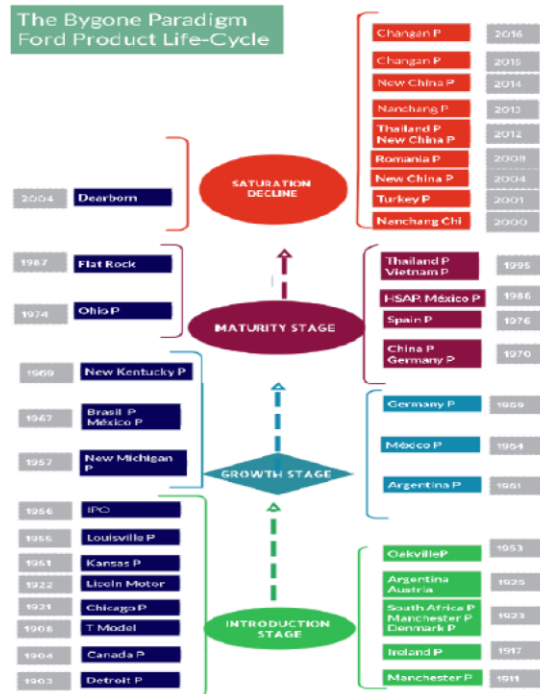 The Bygone Paradigm
Ford Product Life-Cycle
Changan P 2016
Changan P 2015
New China P 2014
Nanchang P 2013
Thailand P
New China P 2012
Romania P 2008
New China P 2004
Turkey P 2001
Nanchang Chi 2000
SATURATION
DECLINE
2004 Dearborn
1987 Flat Rock
1974 Ohio P
Thailand P
Vietnam P 1995
HSAP. México P 1986
Spain P 1976
China P
Germany P 1970
MATURITY STAGE
1969 New Kentucky P
1967 Brasil P
México P
1957 New Michigan
P
Germany P 1969
México P 1964
Argentina P 1961
GROWTH STAGE
1956 IPO
1955 Louisville P
1951 Kansas P
1922 Licoln Motor
1921 Chicago P
1908 T Model
1904 Canada P
1903 Detroit P
Oakville P 1953
Argentina
Austria 1925
South Africa P
Manchester P
Denmark P 1923
Ireland P 1917
Manchester P 1911
INTRODUCTION
STAGE